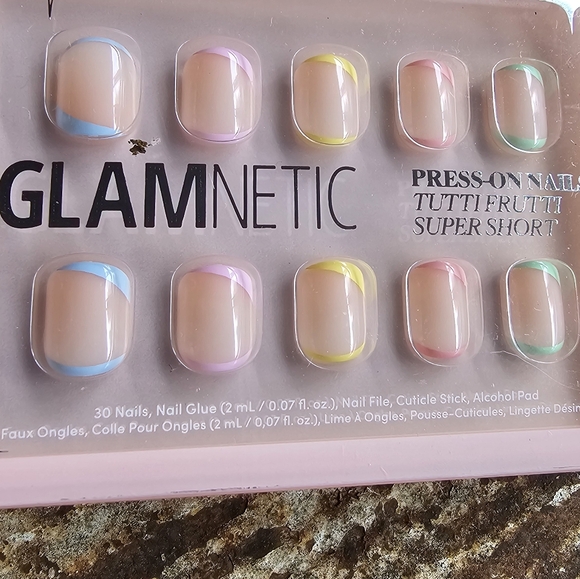 GLAMNETIC
PRESS-ON NAILS
TUTTI FRUTTI
SUPER SHORT
30 Nails, Nail Glue (2 mL / 0.07 fl. oz.), Nail File, Cuticle Stick, Alcohol Pad
Faux Ongles, Colle Pour Ongles (2 mL / 0,07 fl. oz.), Lime À Ongles, Pousse-Cuticules, Lingette Désin